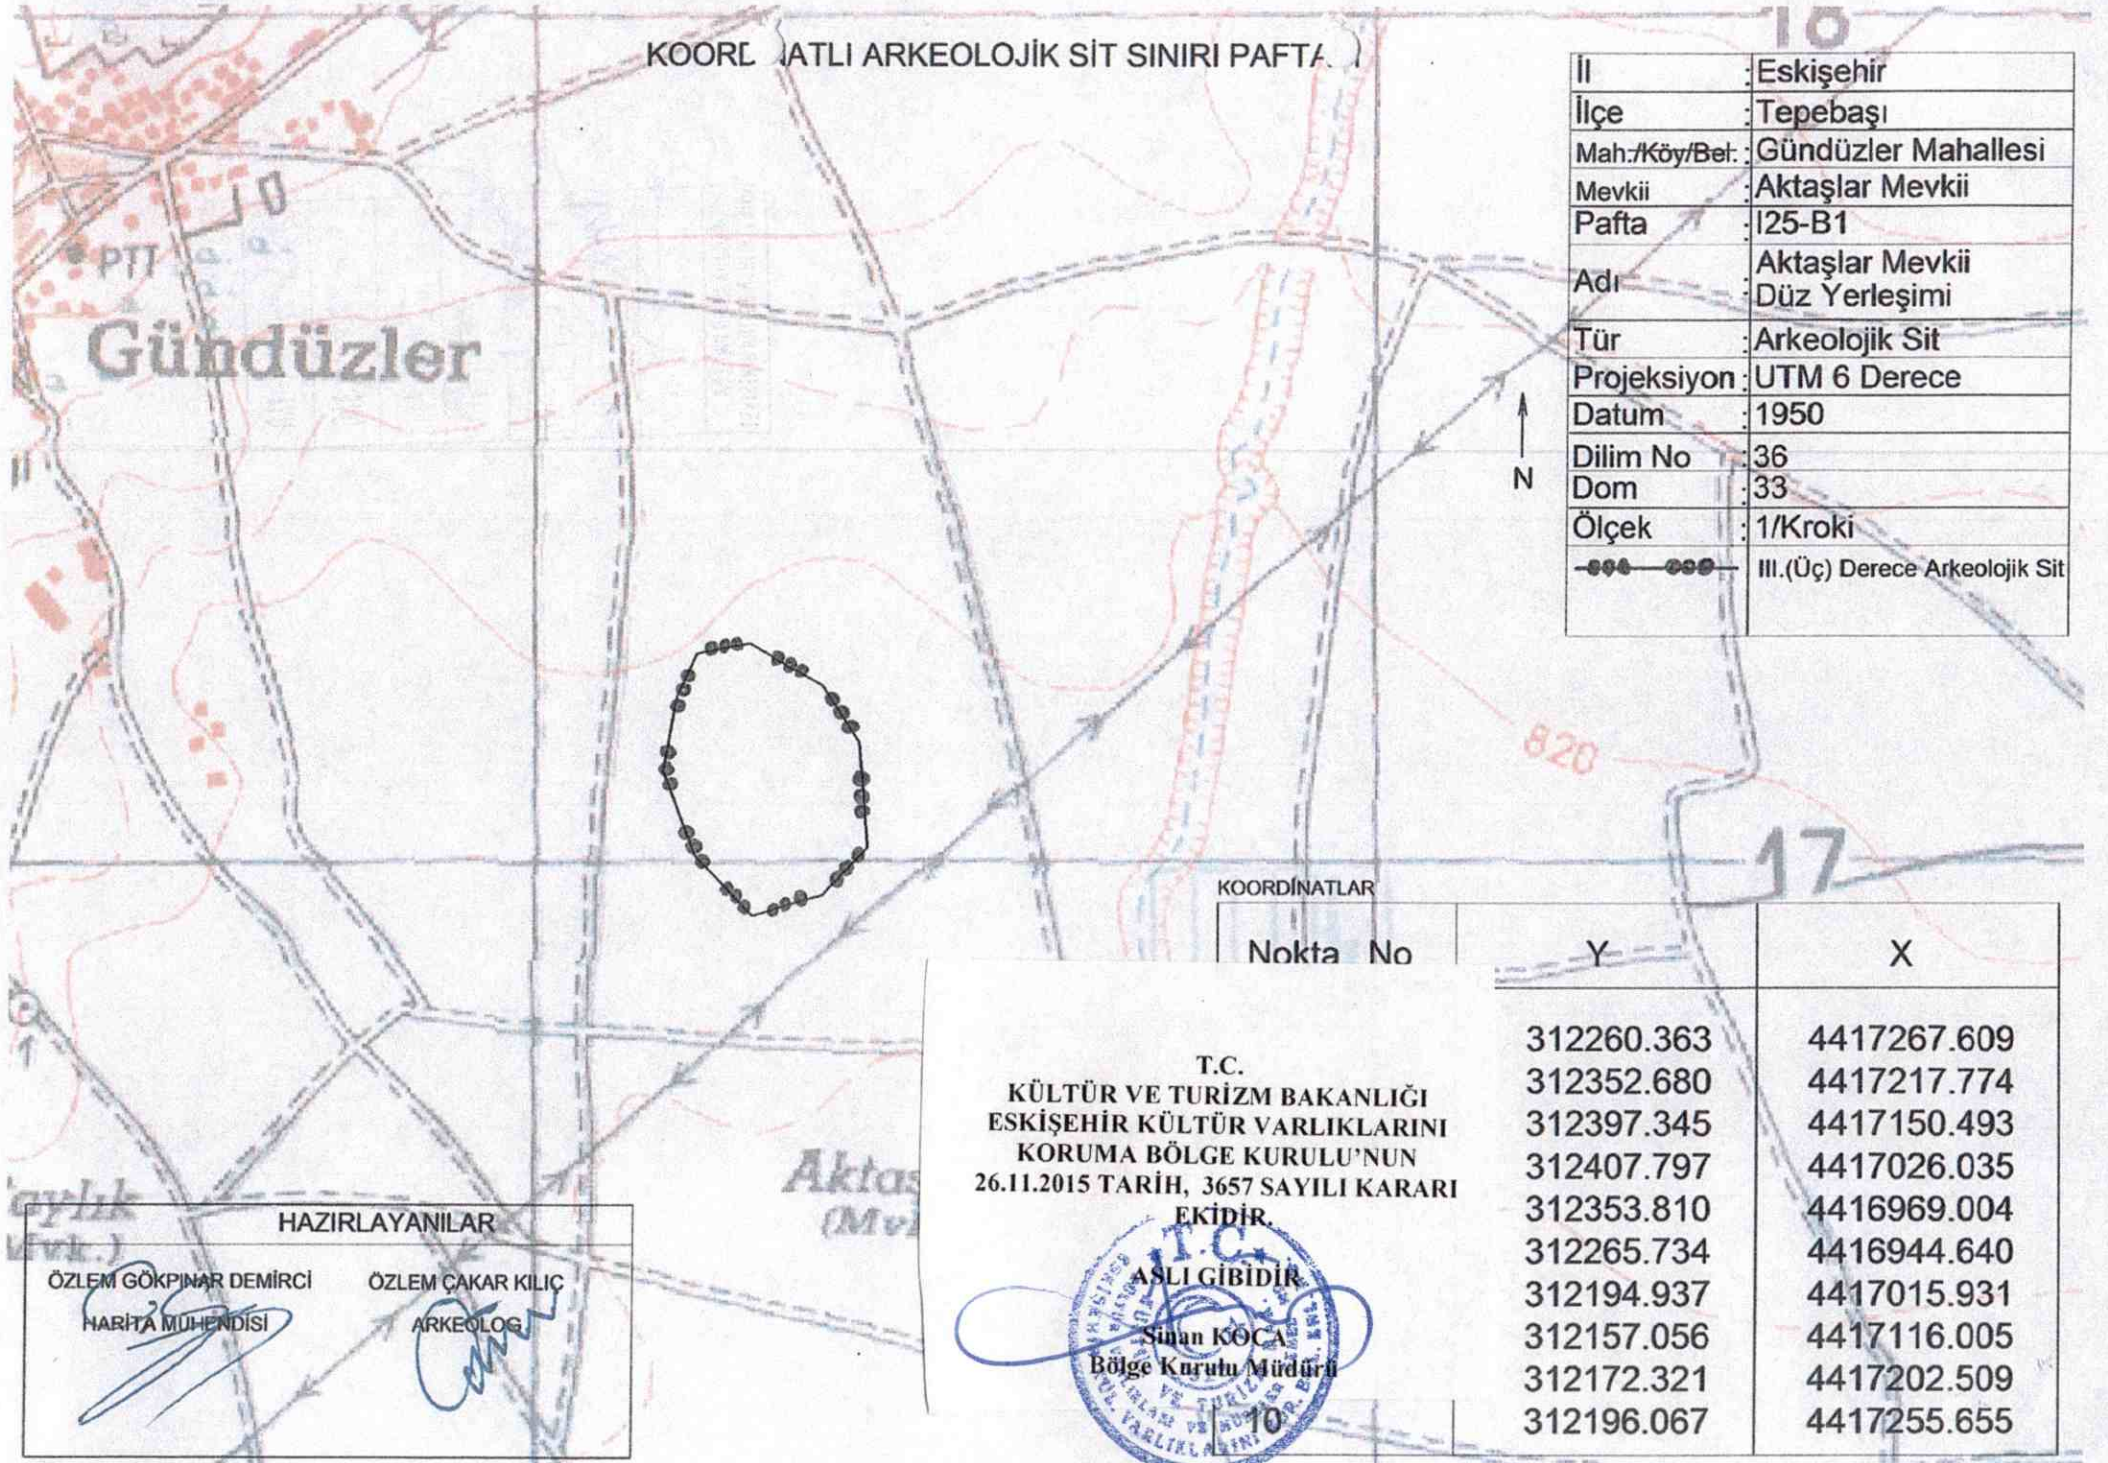 KOORD ATLI ARKEOLOJİK SİT SINIRI PAFTA
18
İl : Eskişehir
İlçe : Tepebaşı
Mah:/Köy/Bel: : Gündüzler Mahallesi
Mevkii : Aktaşlar Mevkii
Pafta : I25-B1
Adı : Aktaşlar Mevkii
Düz Yerleşimi
Tür : Arkeolojik Sit
Projeksiyon : UTM 6 Derece
Datum : 1950
Dilim No : 36
Dom : 33
Ölçek : 1/Kroki
III.(Üç) Derece Arkeolojik Sit
N
PTT
Gündüzler
820
17
KOORDİNATLAR
Nokta No Y X
312260.363 4417267.609
312352.680 4417217.774
312397.345 4417150.493
312407.797 4417026.035
312353.810 4416969.004
312265.734 4416944.640
312194.937 4417015.931
312157.056 4417116.005
312172.321 4417202.509
10 312196.067 4417255.655
T.C.
KÜLTÜR VE TURİZM BAKANLIĞI
ESKİŞEHİR KÜLTÜR VARLIKLARINI
KORUMA BÖLGE KURULU'NUN
26.11.2015 TARİH, 3657 SAYILI KARARI
EKİDİR.
T.C.
ASLI GİBİDİR
Sinan KOCA
Bölge Kurulu Müdürü
Aktaş
(Mvk
aylık
Mvk.)
HAZIRLAYANILAR
ÖZLEM GÖKPINAR DEMİRCİ ÖZLEM ÇAKAR KILIÇ
HARİTA MÜHENDİSİ ARKEOLOG